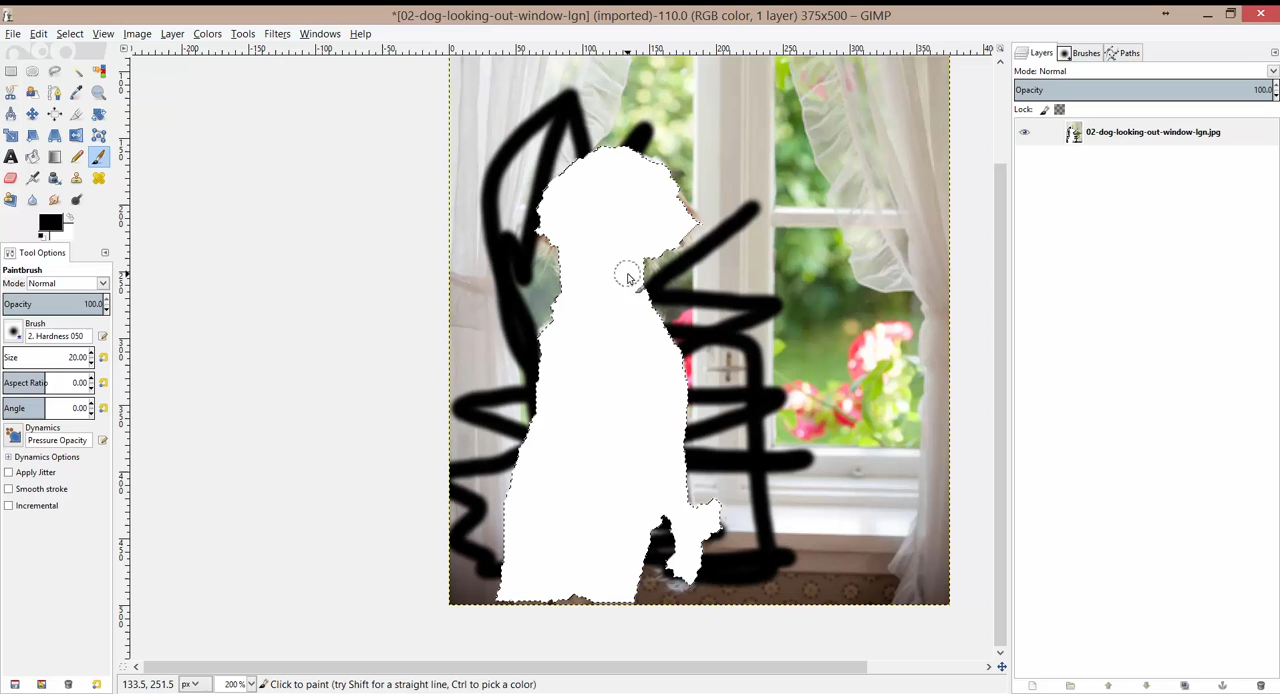 *[02-dog-looking-out-window-lgn] (imported)-110.0 (RGB color, 1 layer) 375x500 – GIMP
File Edit Select View Image Layer Colors Tools Filters Windows Help
Layers Brushes Paths
Mode: Normal
Opacity 100.0
Lock:
02-dog-looking-out-window-lgn.jpg
Tool Options
Paintbrush
Mode: Normal
Opacity 100.0
Brush
2. Hardness 050
Size 20.00
Aspect Ratio 0.00
Angle 0.00
Dynamics
Pressure Opacity
Dynamics Options
Apply Jitter
Smooth stroke
Incremental
133.5, 251.5 px 200% Click to paint (try Shift for a straight line, Ctrl to pick a color)